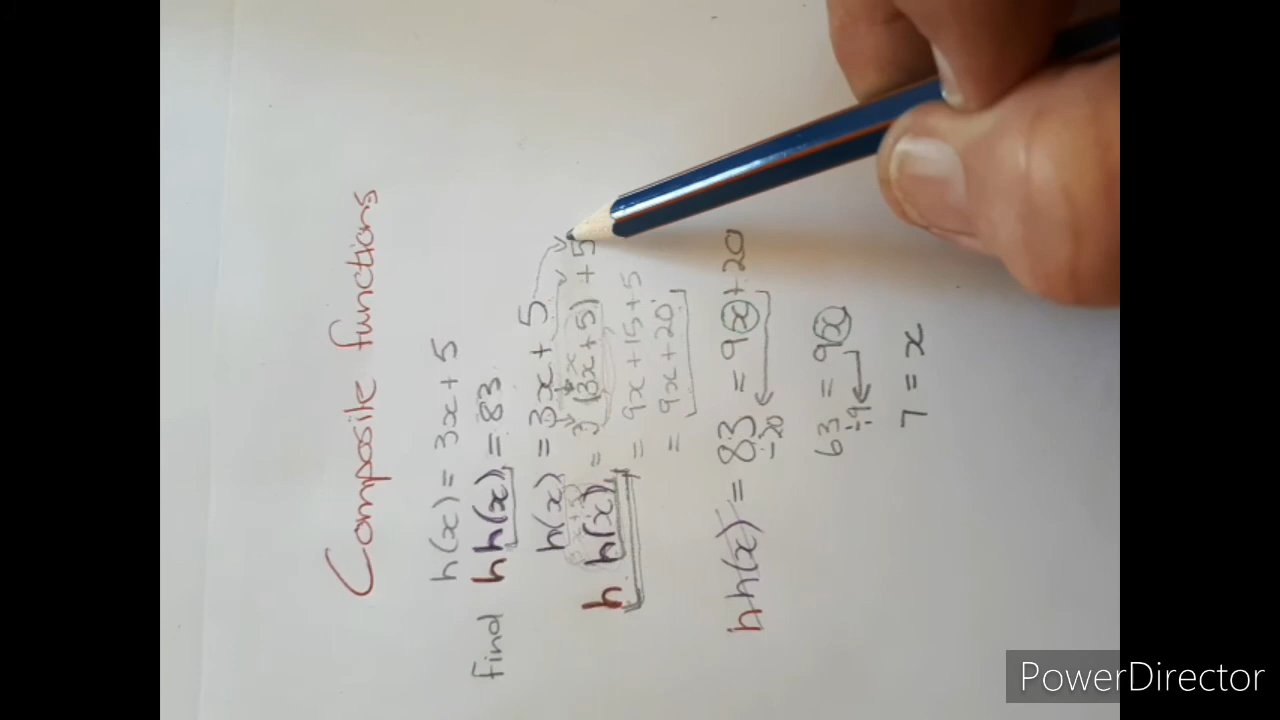 Composite functions
h(x) = 3x + 5
find hh(x) = 83
h(x) = 3x + 5
h h(x) = 3(3x + 5) + 5
= 9x + 15 + 5
= 9x + 20
hh(x) = 83 = 9x + 20
-20
63 = 9x
÷9
7 = x
PowerDirector